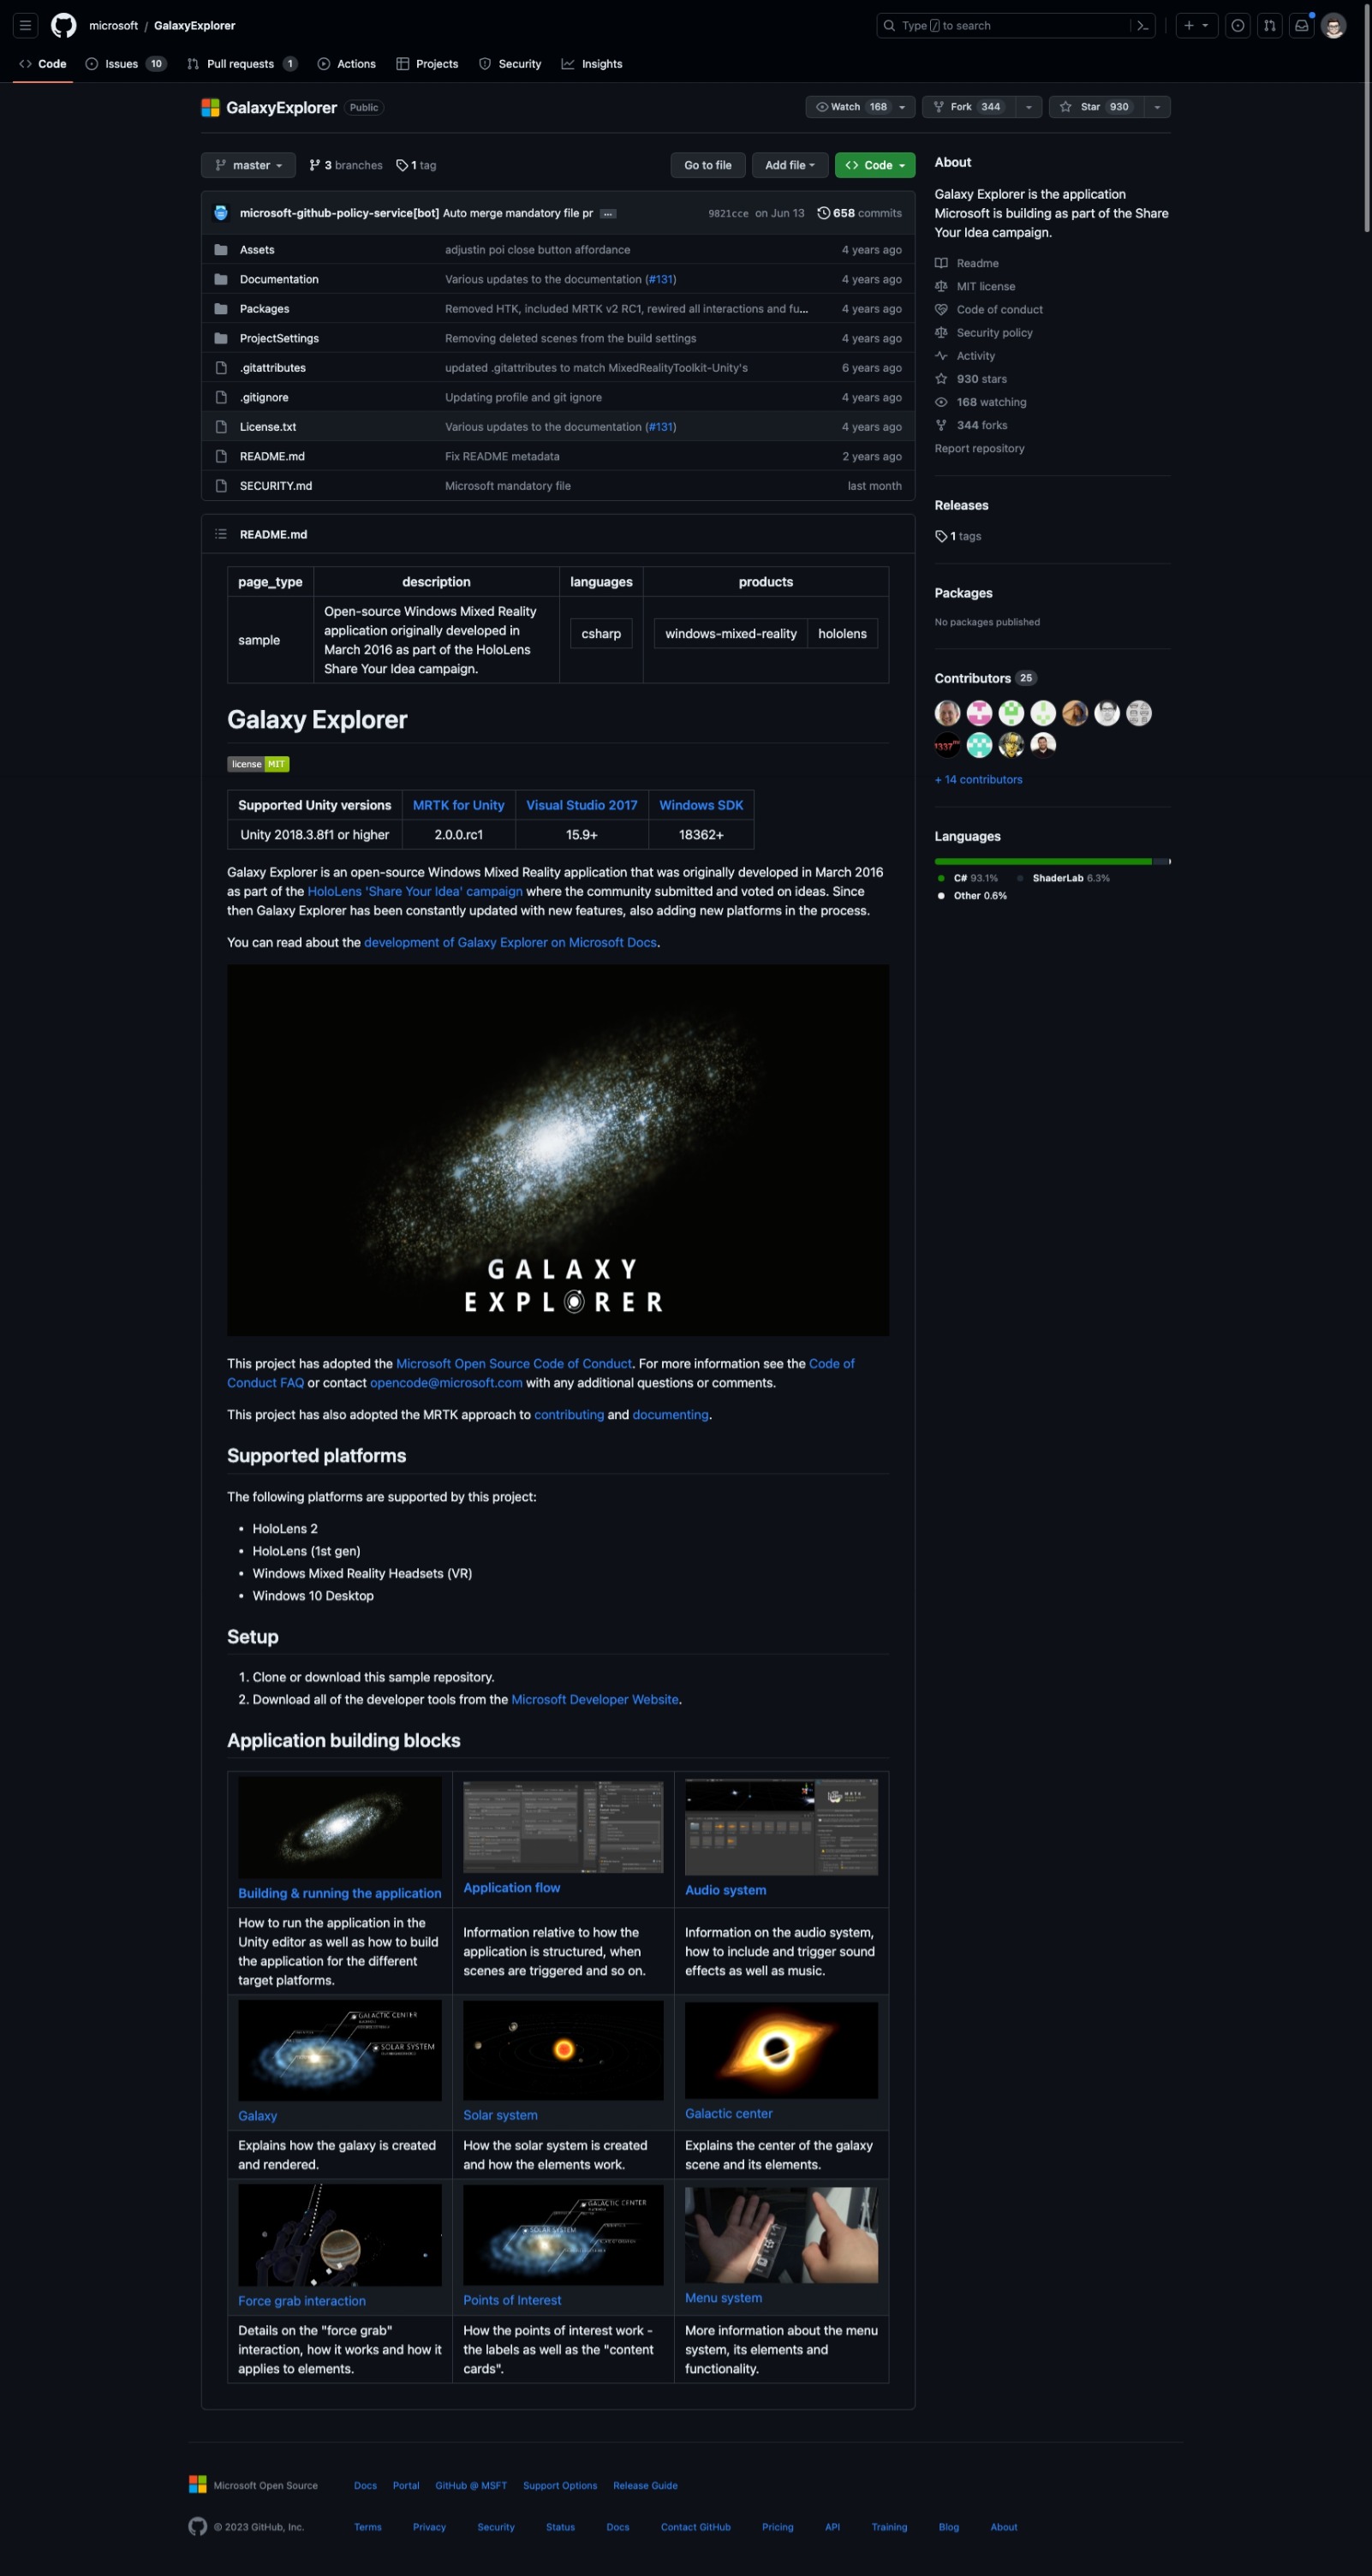 microsoft / GalaxyExplorer
Type / to search
Code
Issues 10
Pull requests 1
Actions
Projects
Security
Insights
GalaxyExplorer Public
Watch 168
Fork 344
Star 930
master
3 branches
1 tag
Go to file
Add file
Code
microsoft-github-policy-service[bot] Auto merge mandatory file pr ...
9821cce on Jun 13
658 commits
Assets adjustin poi close button affordance 4 years ago
Documentation Various updates to the documentation (#131) 4 years ago
Packages Removed HTK, included MRTK v2 RC1, rewired all interactions and fu... 4 years ago
ProjectSettings Removing deleted scenes from the build settings 4 years ago
.gitattributes updated .gitattributes to match MixedRealityToolkit-Unity's 6 years ago
.gitignore Updating profile and git ignore 4 years ago
License.txt Various updates to the documentation (#131) 4 years ago
README.md Fix README metadata 2 years ago
SECURITY.md Microsoft mandatory file last month
README.md
page_type description languages products
sample
Open-source Windows Mixed Reality
application originally developed in
March 2016 as part of the HoloLens
Share Your Idea campaign.
csharp
windows-mixed-reality hololens
Galaxy Explorer
license MIT
Supported Unity versions MRTK for Unity Visual Studio 2017 Windows SDK
Unity 2018.3.8f1 or higher 2.0.0.rc1 15.9+ 18362+
Galaxy Explorer is an open-source Windows Mixed Reality application that was originally developed in March 2016
as part of the HoloLens 'Share Your Idea' campaign where the community submitted and voted on ideas. Since
then Galaxy Explorer has been constantly updated with new features, also adding new platforms in the process.
You can read about the development of Galaxy Explorer on Microsoft Docs.
GALAXY
EXPLORER
This project has adopted the Microsoft Open Source Code of Conduct. For more information see the Code of
Conduct FAQ or contact opencode@microsoft.com with any additional questions or comments.
This project has also adopted the MRTK approach to contributing and documenting.
Supported platforms
The following platforms are supported by this project:
• HoloLens 2
• HoloLens (1st gen)
• Windows Mixed Reality Headsets (VR)
• Windows 10 Desktop
Setup
1. Clone or download this sample repository.
2. Download all of the developer tools from the Microsoft Developer Website.
Application building blocks
Building & running the application
Application flow
Audio system
How to run the application in the
Unity editor as well as how to build
the application for the different
target platforms.
Information relative to how the
application is structured, when
scenes are triggered and so on.
Information on the audio system,
how to include and trigger sound
effects as well as music.
GALACTIC CENTER
SOLAR SYSTEM
Galaxy
Solar system
Galactic center
Explains how the galaxy is created
and rendered.
How the solar system is created
and how the elements work.
Explains the center of the galaxy
scene and its elements.
GALACTIC CENTER
SOLAR SYSTEM
Force grab interaction
Points of Interest
Menu system
Details on the "force grab"
interaction, how it works and how it
applies to elements.
How the points of interest work -
the labels as well as the "content
cards".
More information about the menu
system, its elements and
functionality.
About
Galaxy Explorer is the application
Microsoft is building as part of the Share
Your Idea campaign.
Readme
MIT license
Code of conduct
Security policy
Activity
930 stars
168 watching
344 forks
Report repository
Releases
1 tags
Packages
No packages published
Contributors 25
1337
+ 14 contributors
Languages
C# 93.1%
ShaderLab 6.3%
Other 0.6%
Microsoft Open Source
Docs Portal GitHub @ MSFT Support Options Release Guide
© 2023 GitHub, Inc.
Terms Privacy Security Status Docs Contact GitHub Pricing API Training Blog About